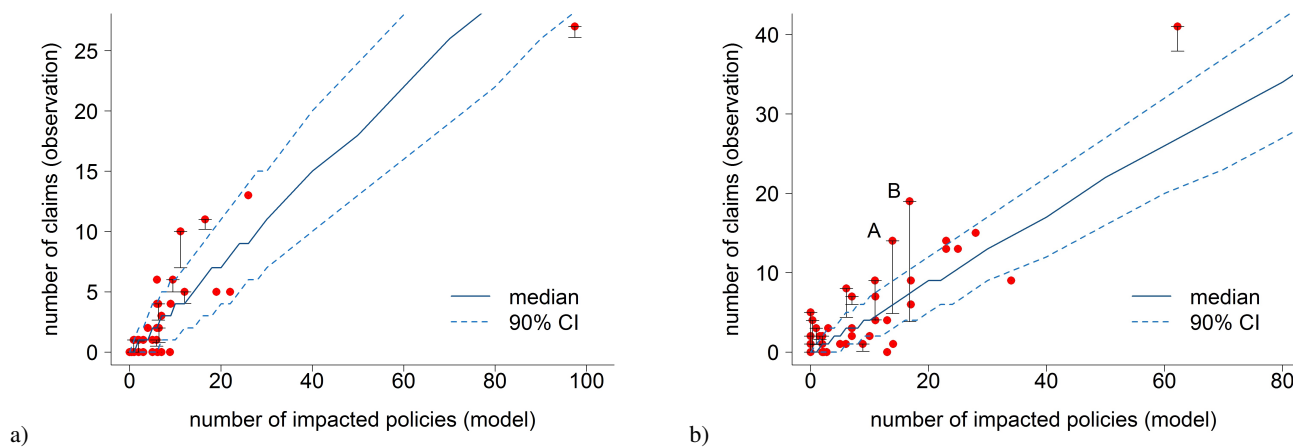 number of claims (observation)
25
20
15
10
5
0
median
90% CI
0 20 40 60 80 100
number of impacted policies (model)
a)
number of claims (observation)
40
30
20
10
0
B
A
median
90% CI
0 20 40 60 80
number of impacted policies (model)
b)